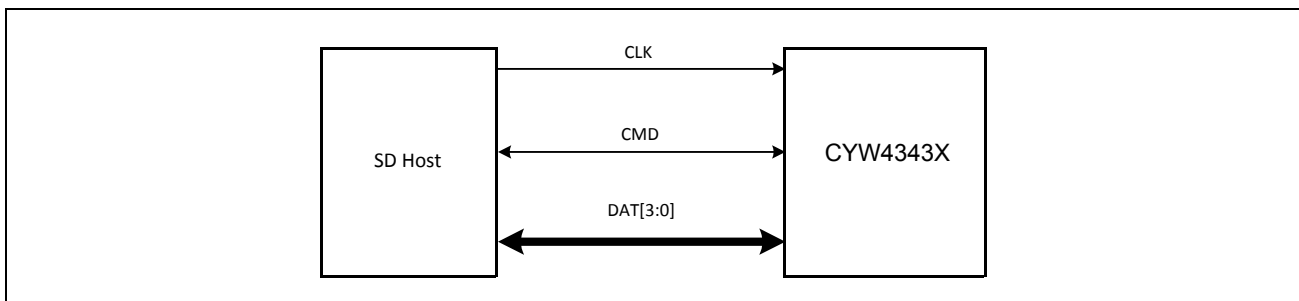 CLK
CMD
SD Host
CYW4343X
DAT[3:0]